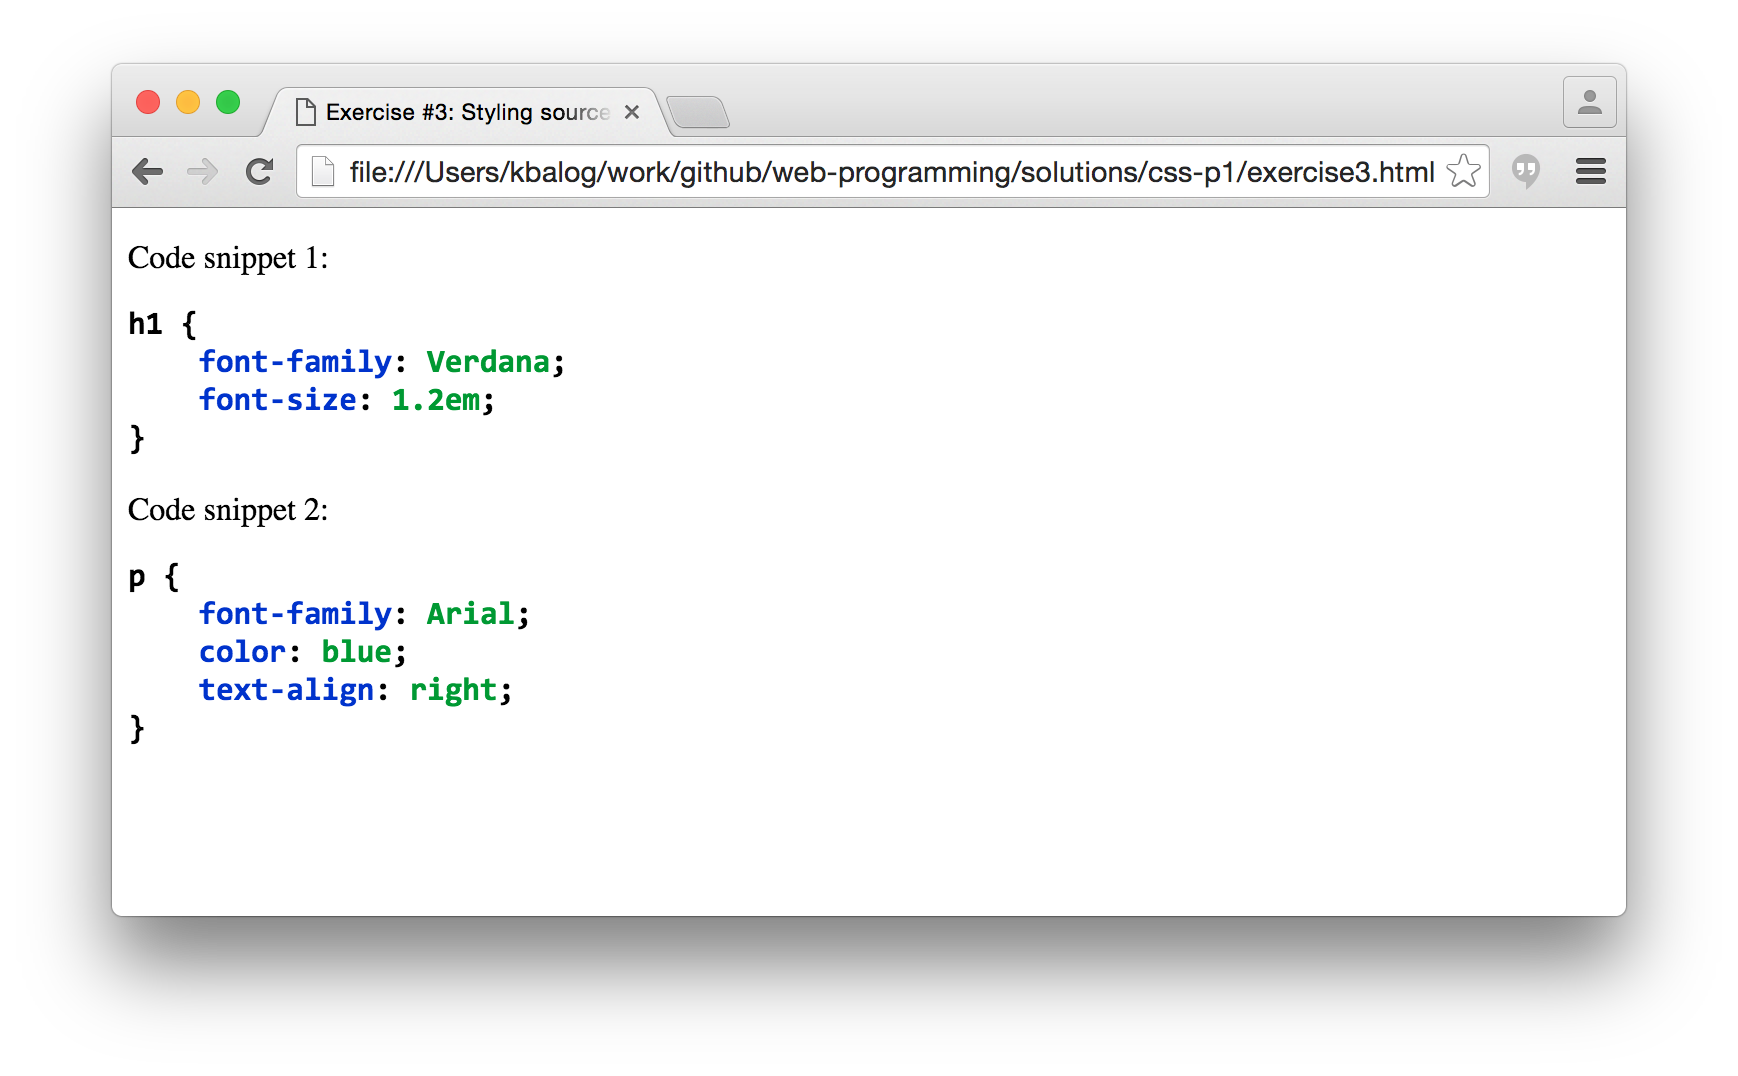 Exercise #3: Styling source
file:///Users/kbalog/work/github/web-programming/solutions/css-p1/exercise3.html
Code snippet 1:
h1 {
    font-family: Verdana;
    font-size: 1.2em;
}
Code snippet 2:
p {
    font-family: Arial;
    color: blue;
    text-align: right;
}